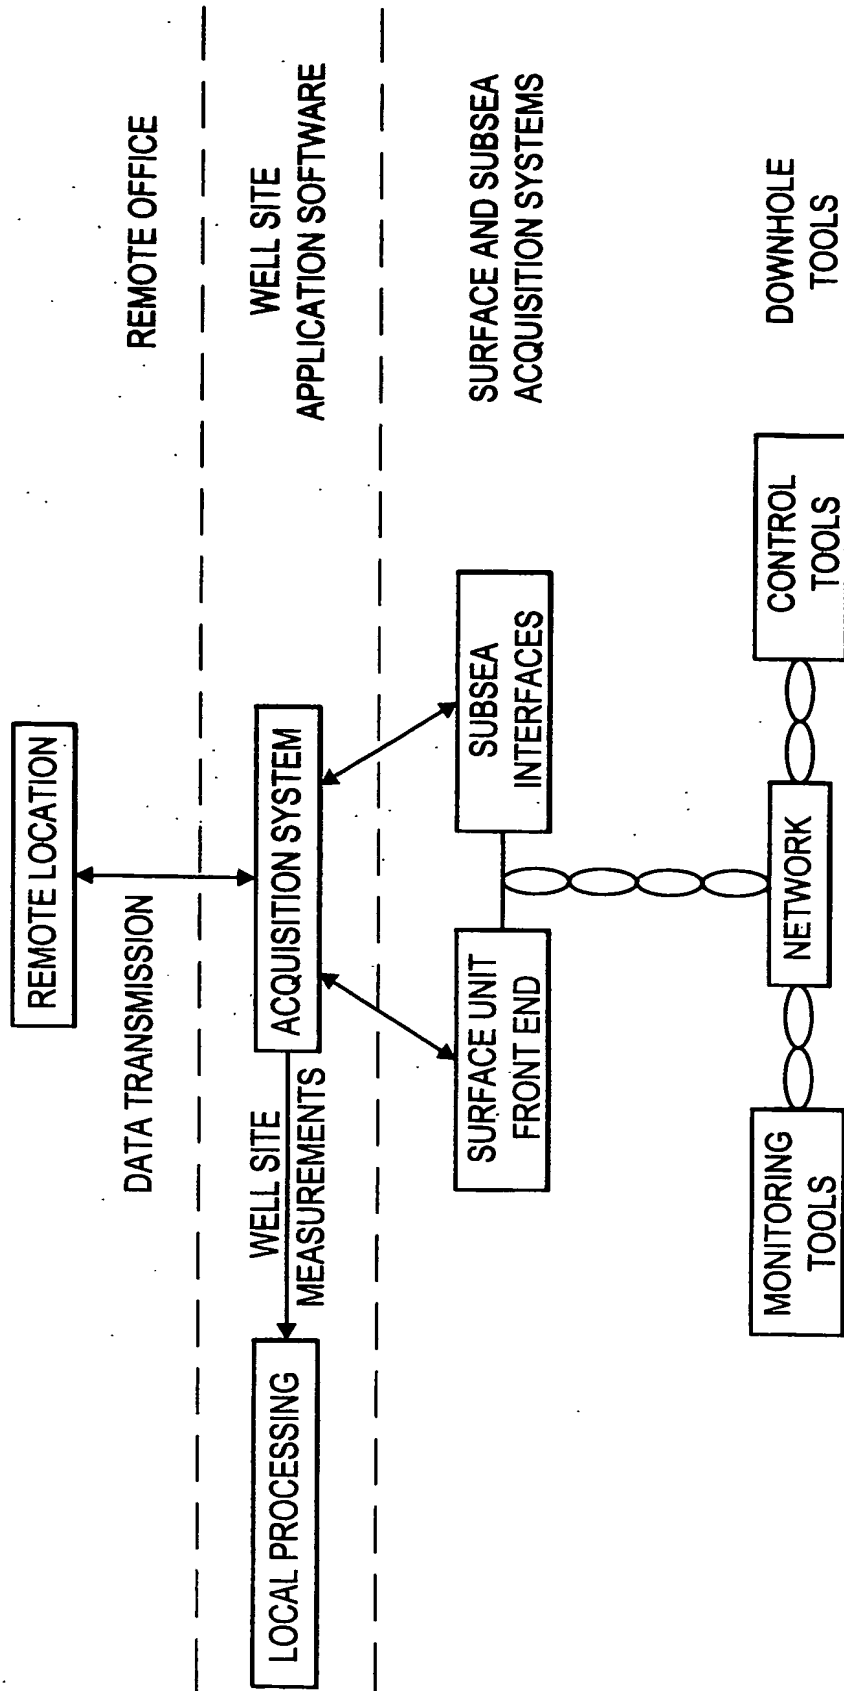 REMOTE LOCATION
DATA TRANSMISSION
REMOTE OFFICE
LOCAL PROCESSING
WELL SITE
MEASUREMENTS
ACQUISITION SYSTEM
WELL SITE
APPLICATION SOFTWARE
SURFACE UNIT
FRONT END
SUBSEA
INTERFACES
SURFACE AND SUBSEA
ACQUISITION SYSTEMS
MONITORING
TOOLS
NETWORK
CONTROL
TOOLS
DOWNHOLE
TOOLS